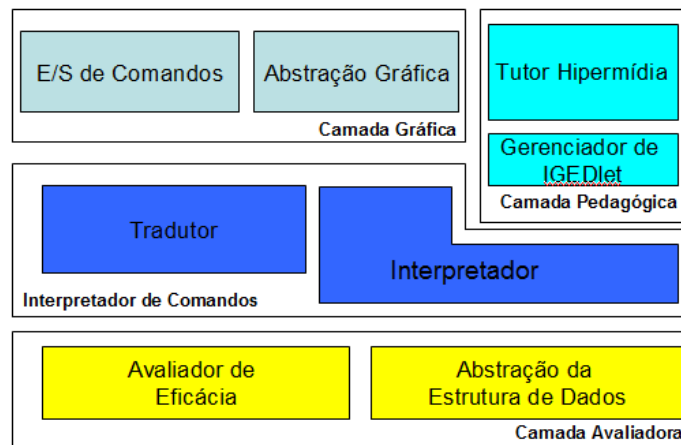 E/S de Comandos
Abstração Gráfica
Camada Gráfica
Tutor Hipermídia
Gerenciador de
IGEDlet
Camada Pedagógica
Tradutor
Interpretador
Interpretador de Comandos
Avaliador de
Eficácia
Abstração da
Estrutura de Dados
Camada Avaliadora